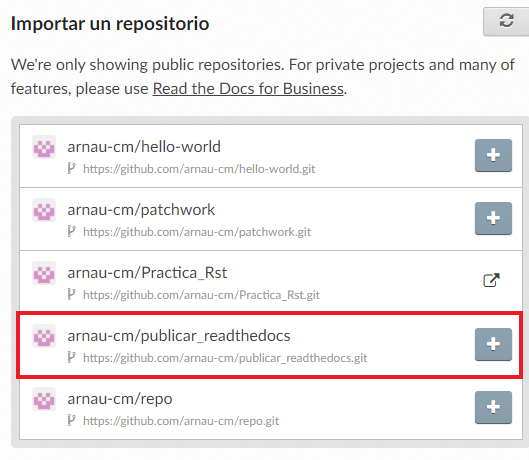 Importar un repositorio
We're only showing public repositories. For private projects and many of
features, please use Read the Docs for Business.
arnau-cm/hello-world
https://github.com/arnau-cm/hello-world.git
arnau-cm/patchwork
https://github.com/arnau-cm/patchwork.git
arnau-cm/Practica_Rst
https://github.com/arnau-cm/Practica_Rst.git
arnau-cm/publicar_readthedocs
https://github.com/arnau-cm/publicar_readthedocs.git
arnau-cm/repo
https://github.com/arnau-cm/repo.git